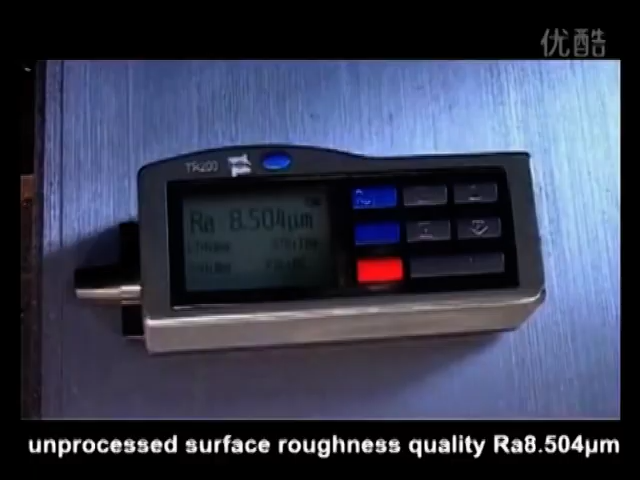 优酷
TR200
Ra 8.504µm
unprocessed surface roughness quality Ra8.504µm